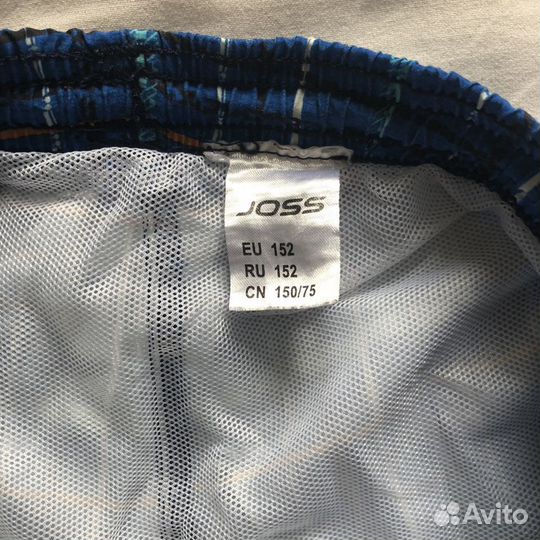 JOSS
EU 152
RU 152
CN 150/75
Avito